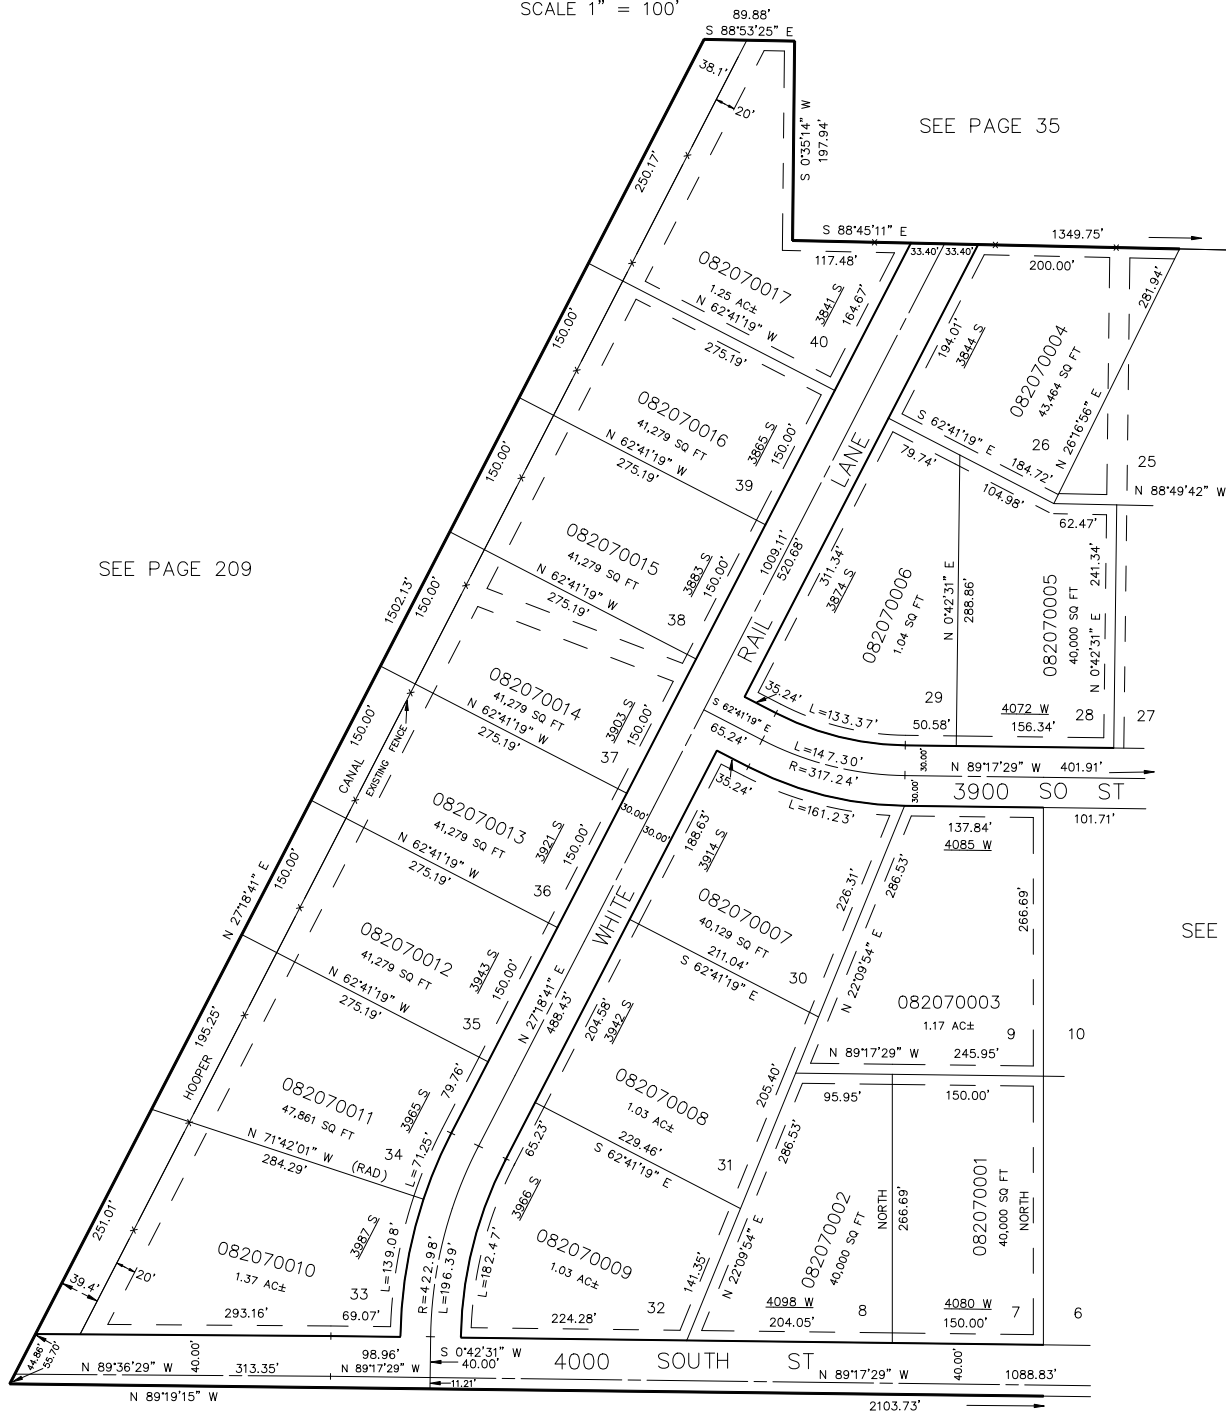 SCALE 1" = 100'
89.88'
S 88°53'25" E
38.1'
20'
S 0°35'14" W
197.94'
SEE PAGE 35
250.17'
S 88°45'11" E
1349.75'
117.48'
33.40'
33.40'
200.00'
281.94'
082070017
1.25 AC±
N 62°41'19" W
275.19'
3841 S
164.67'
40
194.01'
3844 S
082070004
43,464 SQ FT
N 26°16'56" E
26
S 62°41'19" E
184.72'
25
N 88°49'42" W
150.00'
082070016
41,279 SQ FT
N 62°41'19" W
275.19'
3865 S
150.00'
39
LANE
79.74'
104.98'
62.47'
150.00'
082070015
41,279 SQ FT
N 62°41'19" W
275.19'
3883 S
150.00'
38
1009.11'
520.68'
311.34'
3874 S
082070006
1.04 SQ FT
N 0°42'31" E
288.86'
082070005
40,000 SQ FT
N 0°42'31" E
241.34'
SEE PAGE 209
1502.13'
150.00'
RAIL
082070014
41,279 SQ FT
N 62°41'19" W
275.19'
3903 S
150.00'
37
35.24'
L=133.37'
29
50.58'
4072 W
156.34'
28
27
S 62°41'19" E
65.24'
L=147.30'
R=317.24'
30.00'
N 89°17'29" W
401.91'
150.00'
CANAL
EXISTING FENCE
082070013
41,279 SQ FT
N 62°41'19" W
275.19'
3921 S
150.00'
36
30.00'
30.00'
35.24'
L=161.23'
30.00'
3900 SO ST
101.71'
188.63'
3914 S
137.84'
4085 W
226.31'
286.53'
N 22°09'54" E
266.69'
N 27°18'41" E
150.00'
082070012
41,279 SQ FT
N 62°41'19" W
275.19'
3943 S
150.00'
35
WHITE
082070007
40,129 SQ FT
211.04'
S 62°41'19" E
30
SEE
N 27°18'41" E
488.43'
204.58'
3942 S
082070003
1.17 AC±
9
10
N 89°17'29" W
245.95'
195.25'
HOOPER
082070011
47,861 SQ FT
N 71°42'01" W
(RAD)
284.29'
3965 S
79.76'
L=71.25'
34
082070008
1.03 AC±
229.46'
S 62°41'19" E
205.40'
31
95.95'
150.00'
65.23'
286.53'
N 22°09'54" E
082070002
40,000 SQ FT
NORTH
266.69'
082070001
40,000 SQ FT
NORTH
251.01'
39.4'
20'
082070010
1.37 AC±
3987 S
L=139.08'
33
293.16'
69.07'
R=422.98'
L=196.39'
3966 S
L=182.47'
082070009
1.03 AC±
141.35'
32
224.28'
4098 W
204.05'
8
4080 W
150.00'
7
6
44.86'
55.70'
N 89°36'29" W
40.00'
313.35'
98.96'
N 89°17'29" W
S 0°42'31" W
40.00'
11.21'
4000 SOUTH ST
N 89°17'29" W
40.00'
1088.83'
N 89°19'15" W
2103.73'